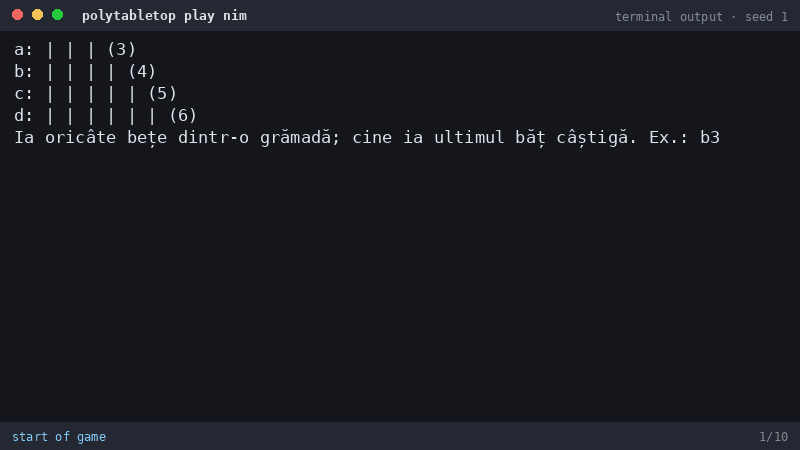 polytabletop play nim
terminal output · seed 1
a: | | | (3)
b: | | | | (4)
c: | | | | | (5)
d: | | | | | | (6)
Ia oricâte bețe dintr-o grămadă; cine ia ultimul băț câștigă. Ex.: b3
start of game
1/10